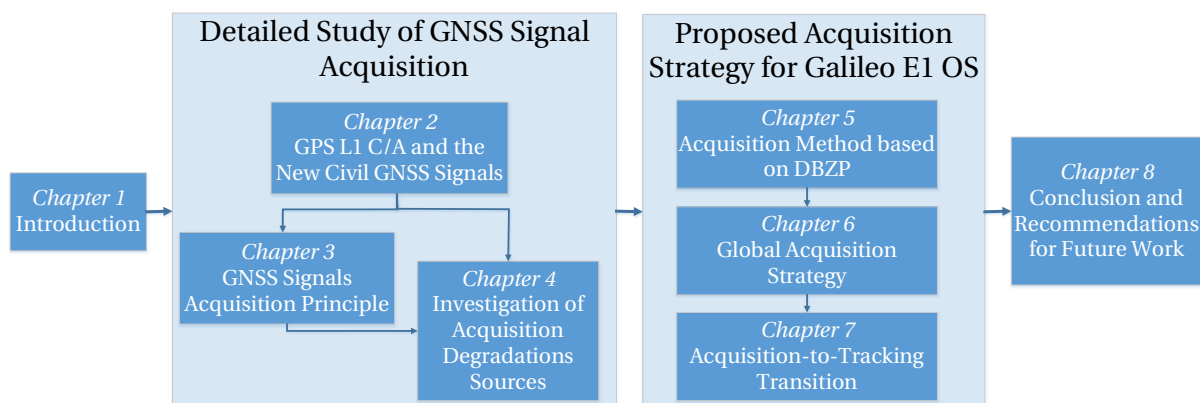 Chapter 1
Introduction
Detailed Study of GNSS Signal
Acquisition
Chapter 2
GPS L1 C/A and the
New Civil GNSS Signals
Chapter 3
GNSS Signals
Acquisition Principle
Chapter 4
Investigation of
Acquisition
Degradations
Sources
Proposed Acquisition
Strategy for Galileo E1 OS
Chapter 5
Acquisition Method based
on DBZP
Chapter 6
Global Acquisition
Strategy
Chapter 7
Acquisition-to-Tracking
Transition
Chapter 8
Conclusion and
Recommendations
for Future Work